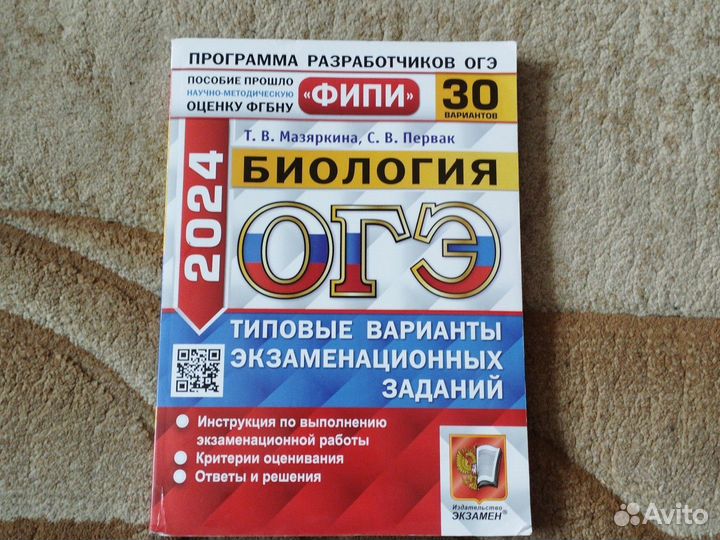 ПРОГРАММА РАЗРАБОТЧИКОВ ОГЭ
ПОСОБИЕ ПРОШЛО
НАУЧНО-МЕТОДИЧЕСКУЮ
ОЦЕНКУ ФГБНУ
«ФИПИ»
30
ВАРИАНТОВ
Т. В. Мазяркина, С. В. Первак
2024
БИОЛОГИЯ
ОГЭ
ТИПОВЫЕ ВАРИАНТЫ
ЭКЗАМЕНАЦИОННЫХ
ЗАДАНИЙ
Инструкция по выполнению
экзаменационной работы
Критерии оценивания
Ответы и решения
Издательство
ЭКЗАМЕН®
Avito